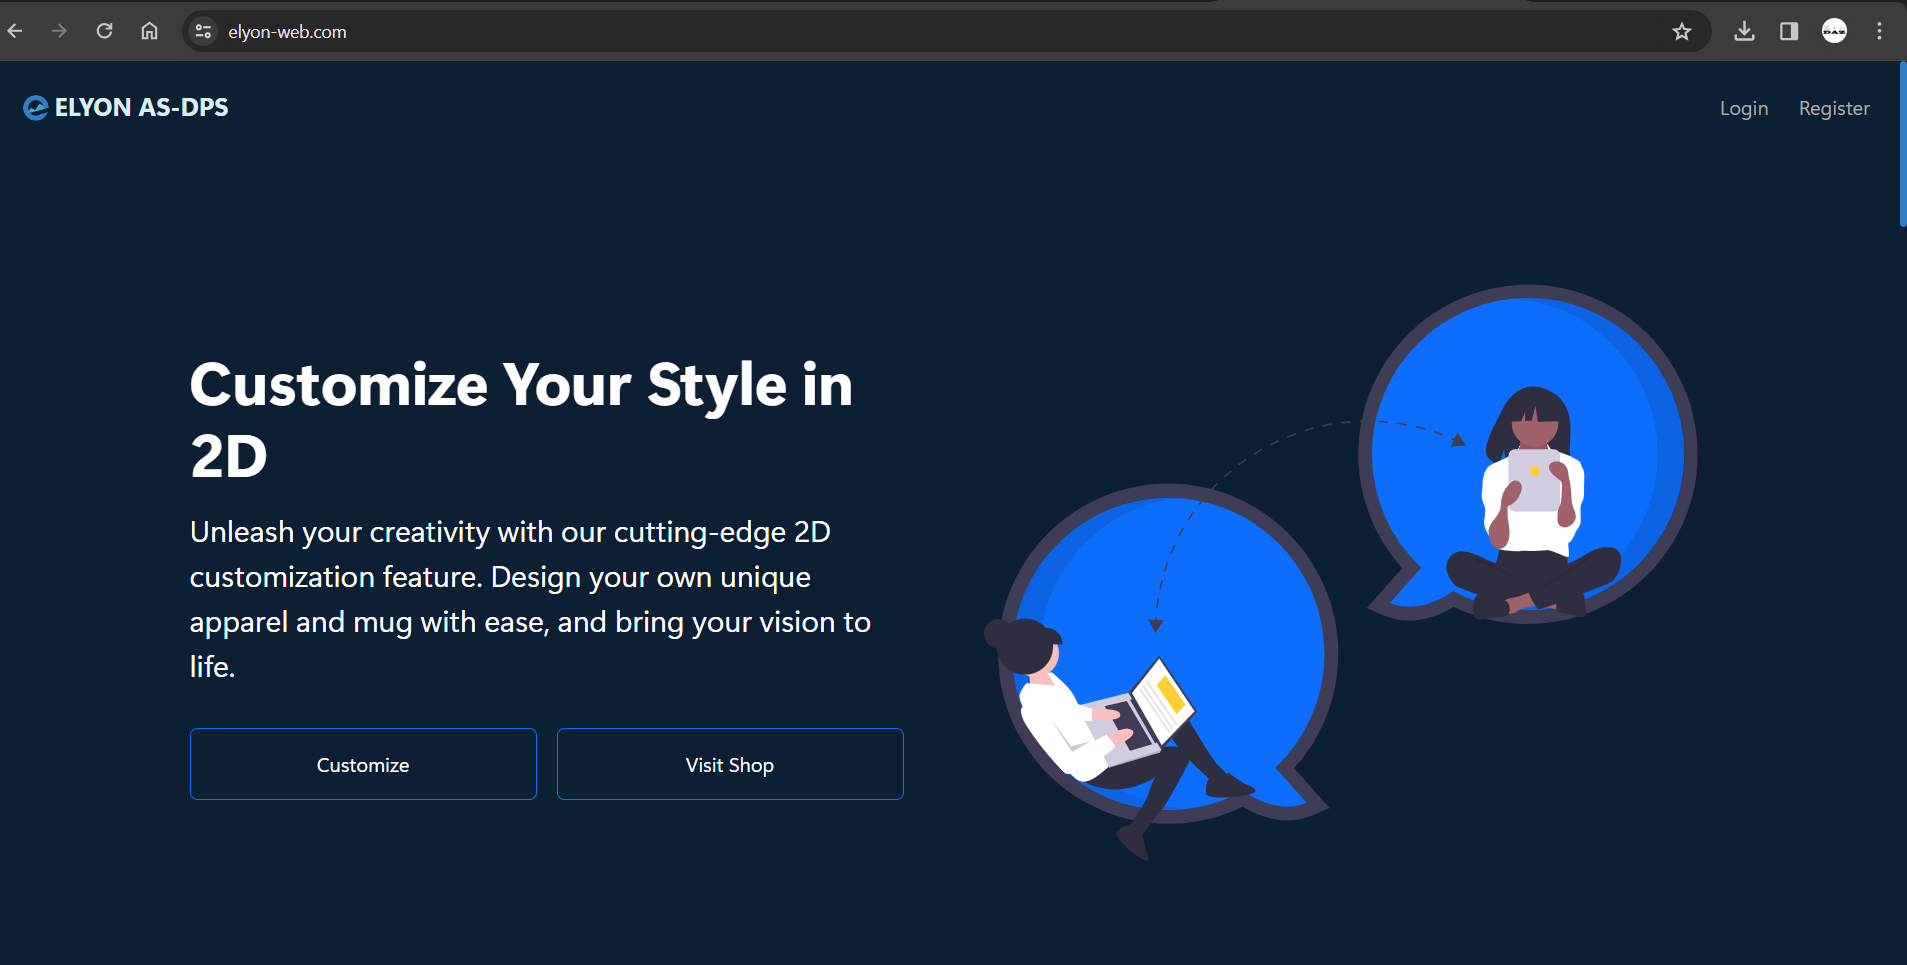 elyon-web.com
ELYON AS-DPS
Login
Register
Customize Your Style in
2D
Unleash your creativity with our cutting-edge 2D
customization feature. Design your own unique
apparel and mug with ease, and bring your vision to
life.
Customize
Visit Shop